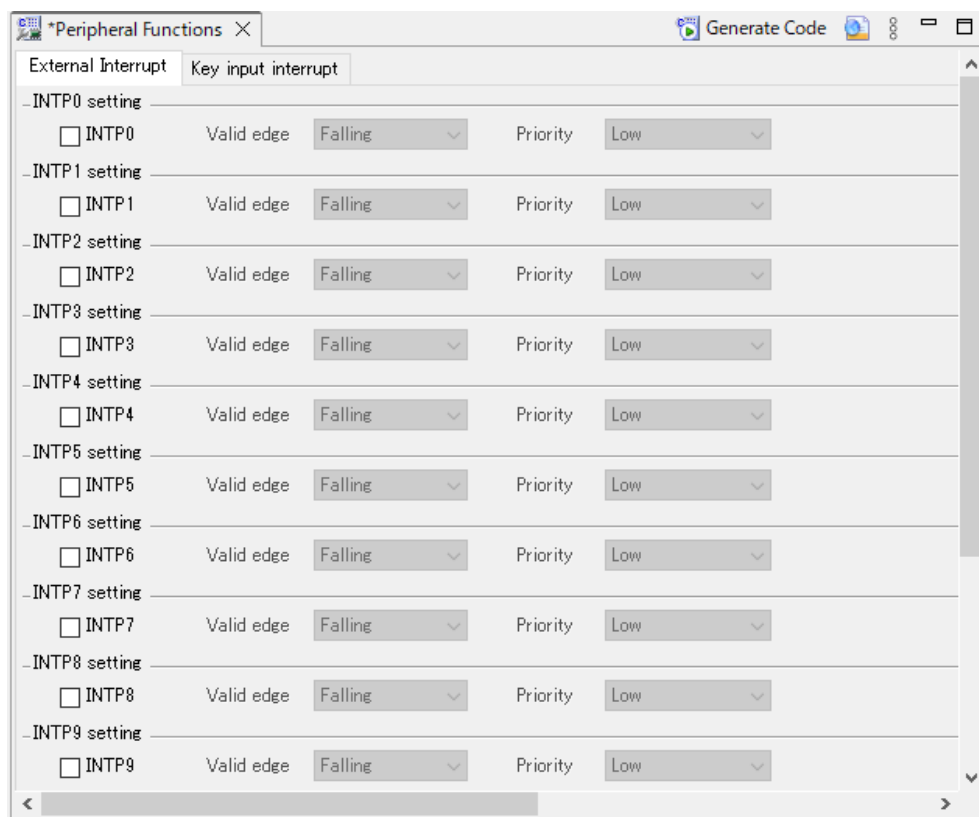 *Peripheral Functions Generate Code
External Interrupt Key input interrupt
INTP0 setting
INTP0 Valid edge Falling Priority Low
INTP1 setting
INTP1 Valid edge Falling Priority Low
INTP2 setting
INTP2 Valid edge Falling Priority Low
INTP3 setting
INTP3 Valid edge Falling Priority Low
INTP4 setting
INTP4 Valid edge Falling Priority Low
INTP5 setting
INTP5 Valid edge Falling Priority Low
INTP6 setting
INTP6 Valid edge Falling Priority Low
INTP7 setting
INTP7 Valid edge Falling Priority Low
INTP8 setting
INTP8 Valid edge Falling Priority Low
INTP9 setting
INTP9 Valid edge Falling Priority Low